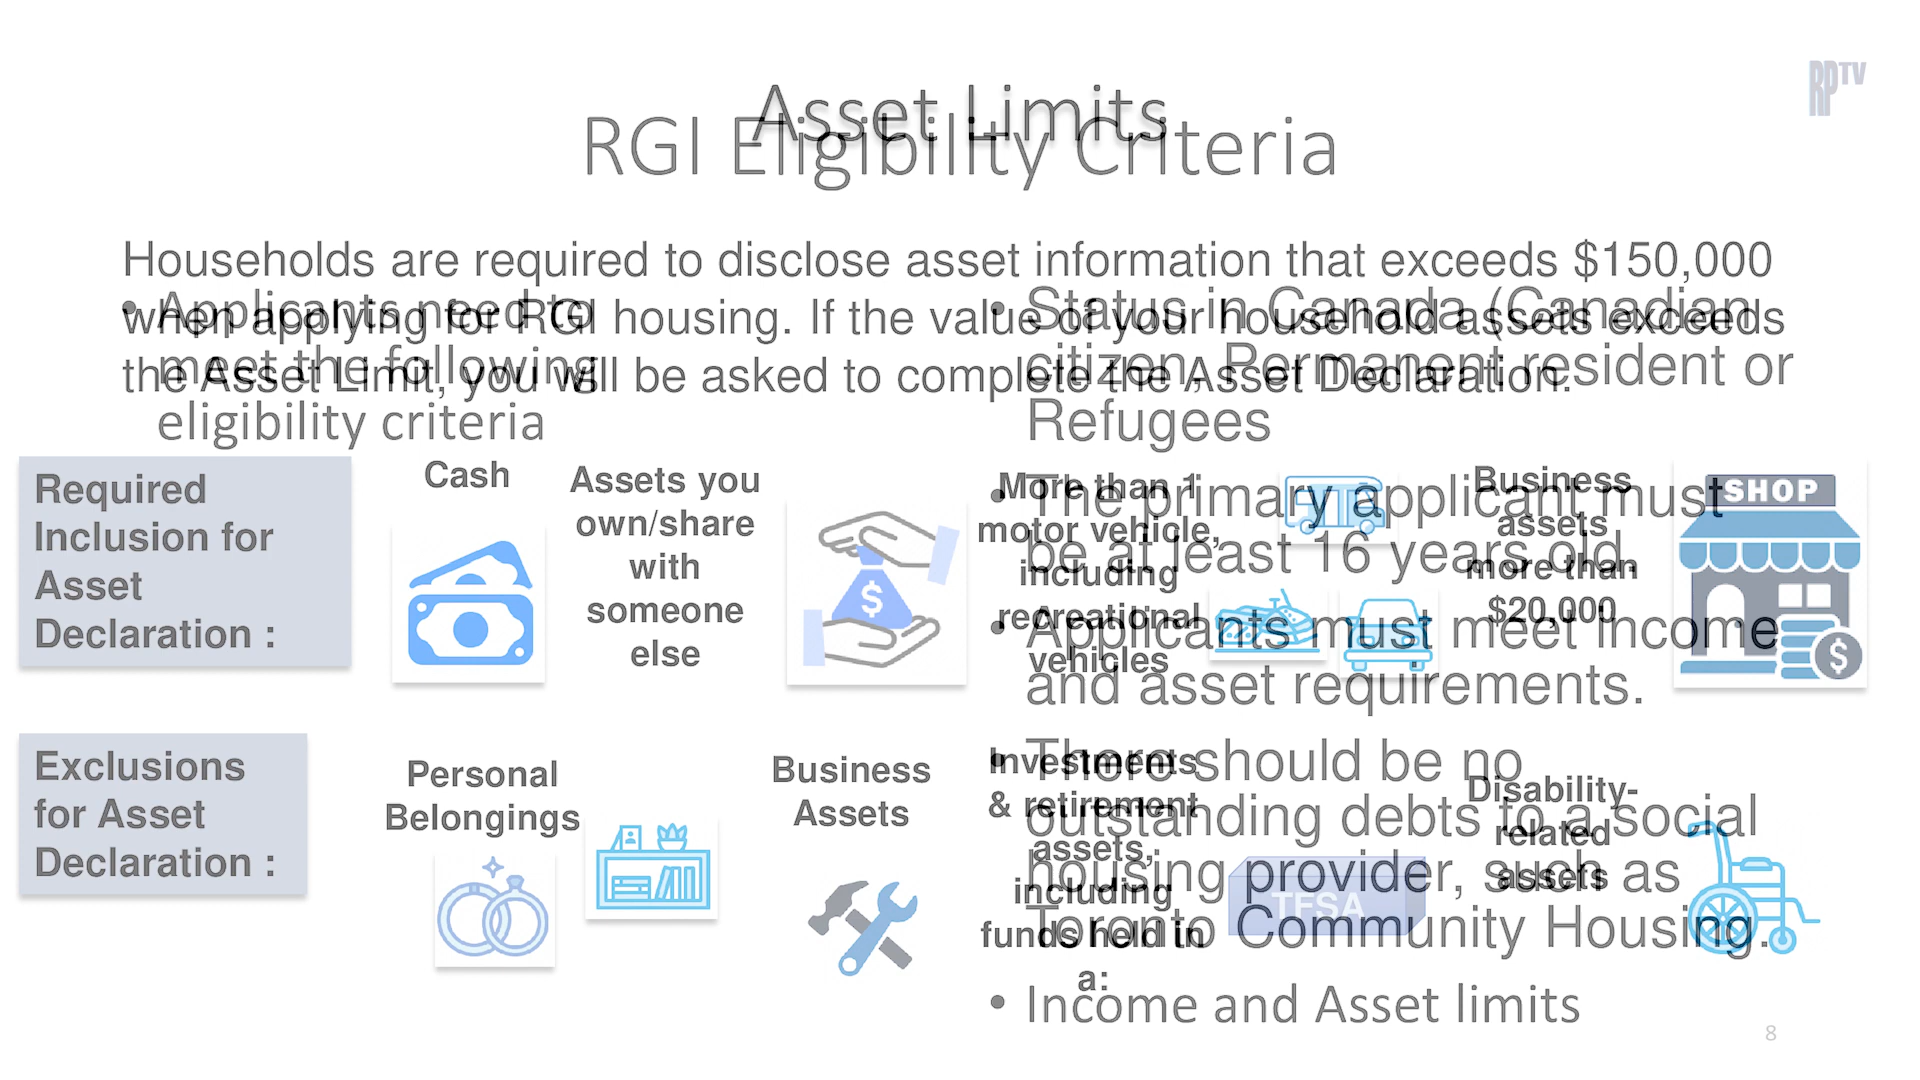 RP TV
Asset Limits
Households are required to disclose asset information that exceeds $150,000
when applying for RGI housing. If the value of your household assets exceeds
the Asset Limit, you will be asked to complete the Asset Declaration.
Required
Inclusion for
Asset
Declaration :
Cash
Assets you
own/share
with
someone
else
More than 1
motor vehicle,
including
recreational
vehicles
Business
assets
more than
$20,000
SHOP
$
$
Exclusions
for Asset
Declaration :
Personal
Belongings
Business
Assets
Investments
& retirement
assets,
including
funds held in
a:
TFSA
Disability-
related
assets
RGI Eligibility Criteria
• Applicants need to
meet the following
eligibility criteria
• Status in Canada (Canadian
citizen, Permanent resident or
Refugees
• The primary applicant must
be at least 16 years old.
• Applicants must meet income
and asset requirements.
• There should be no
outstanding debts to a social
housing provider, such as
Toronto Community Housing.
• Income and Asset limits
8